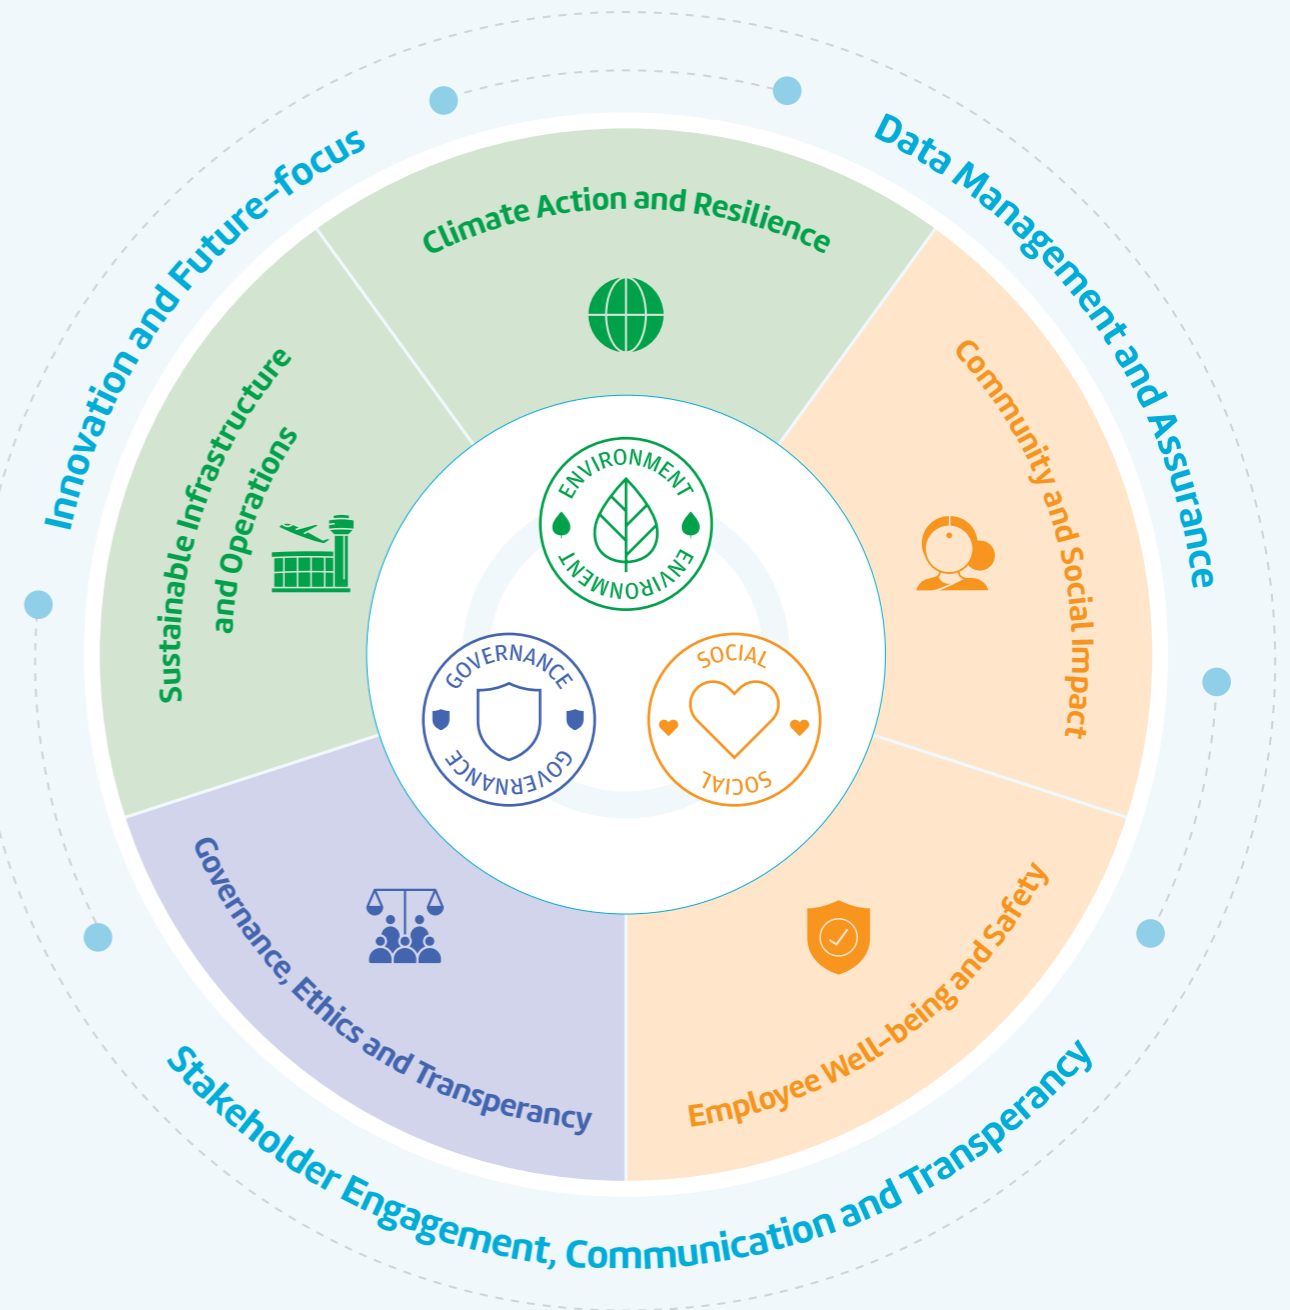 Innovation and Future-focus
Data Management and Assurance
Stakeholder Engagement, Communication and Transperancy
Climate Action and Resilience
Community and Social Impact
Employee Well-being and Safety
Governance, Ethics and Transperancy
Sustainable Infrastructure
and Operations
ENVIRONMENT
ENVIRONMENT
SOCIAL
SOCIAL
GOVERNANCE
GOVERNANCE